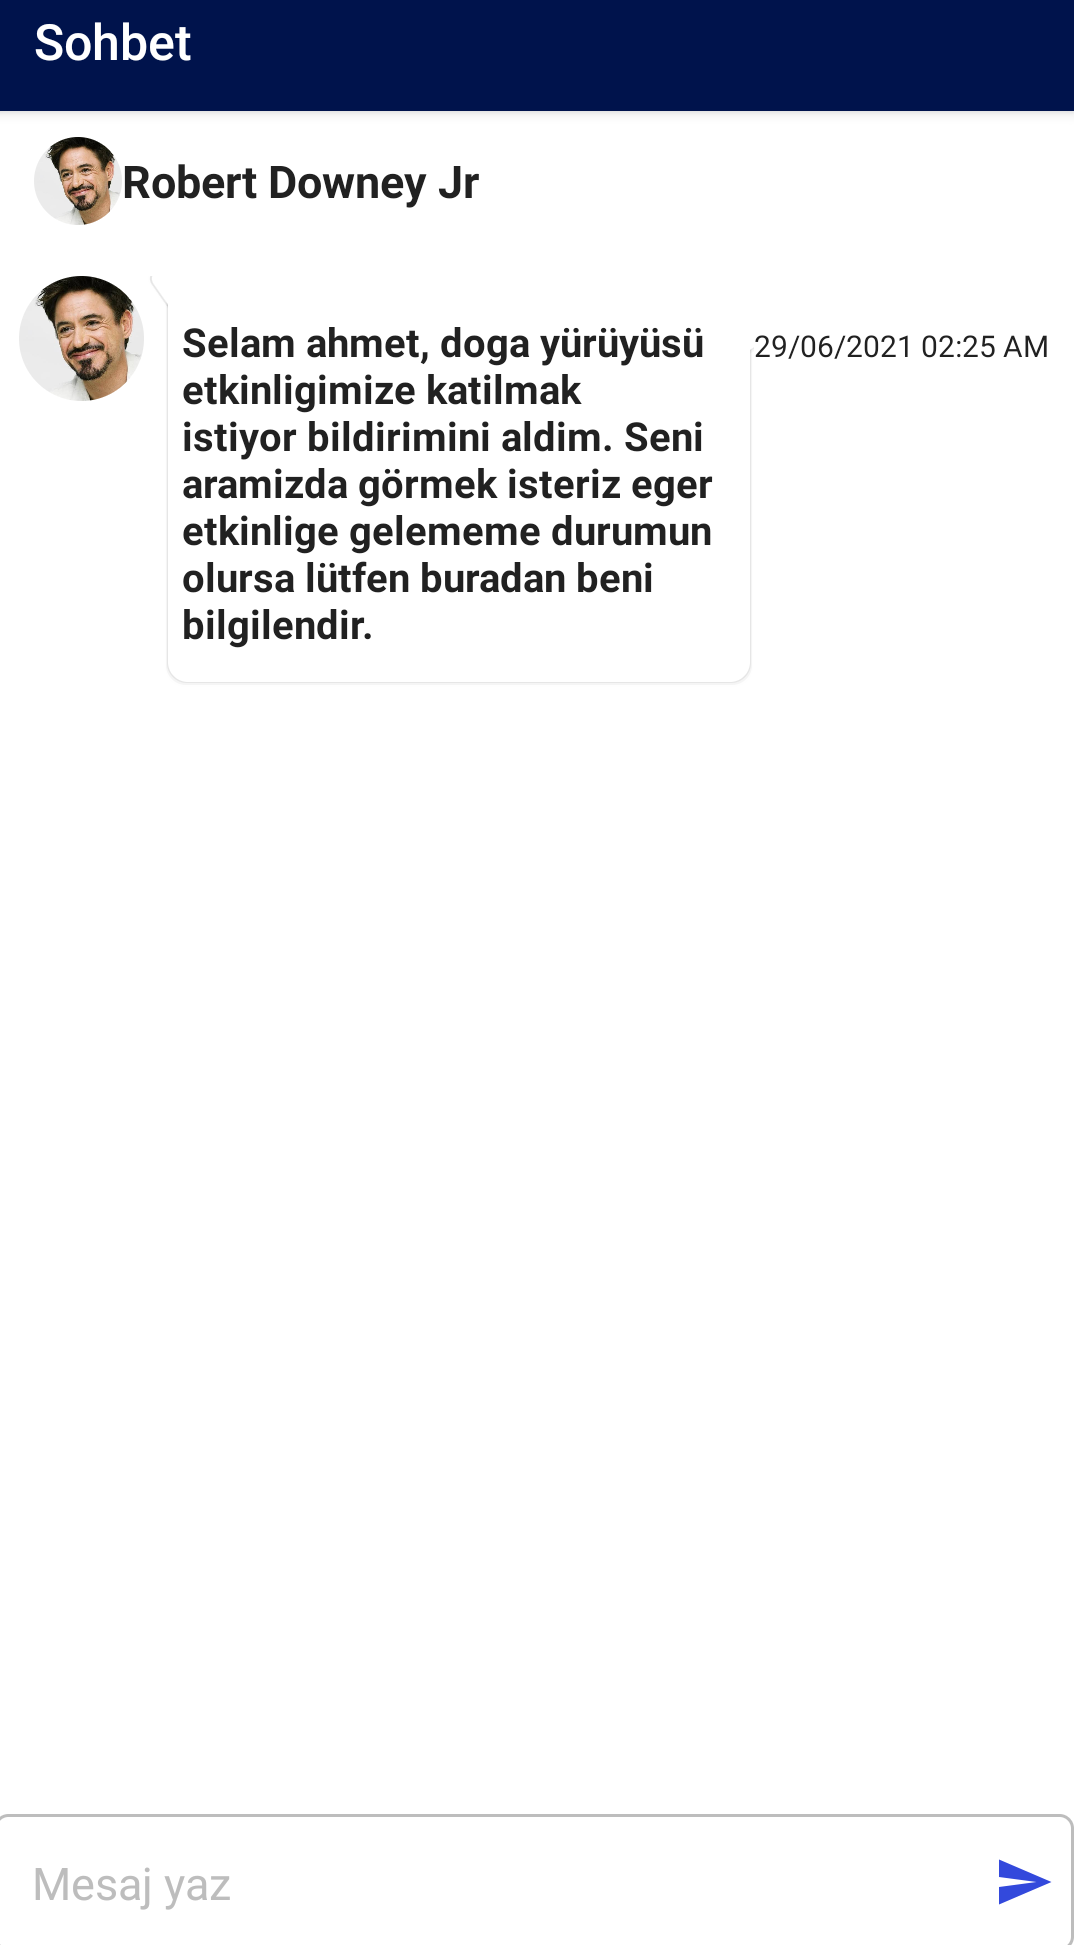 Sohbet
Robert Downey Jr
Selam ahmet, doga yürüyüsü
etkinligimize katilmak
istiyor bildirimini aldim. Seni
aramizda görmek isteriz eger
etkinlige gelememe durumun
olursa lütfen buradan beni
bilgilendir.
29/06/2021 02:25 AM
Mesaj yaz